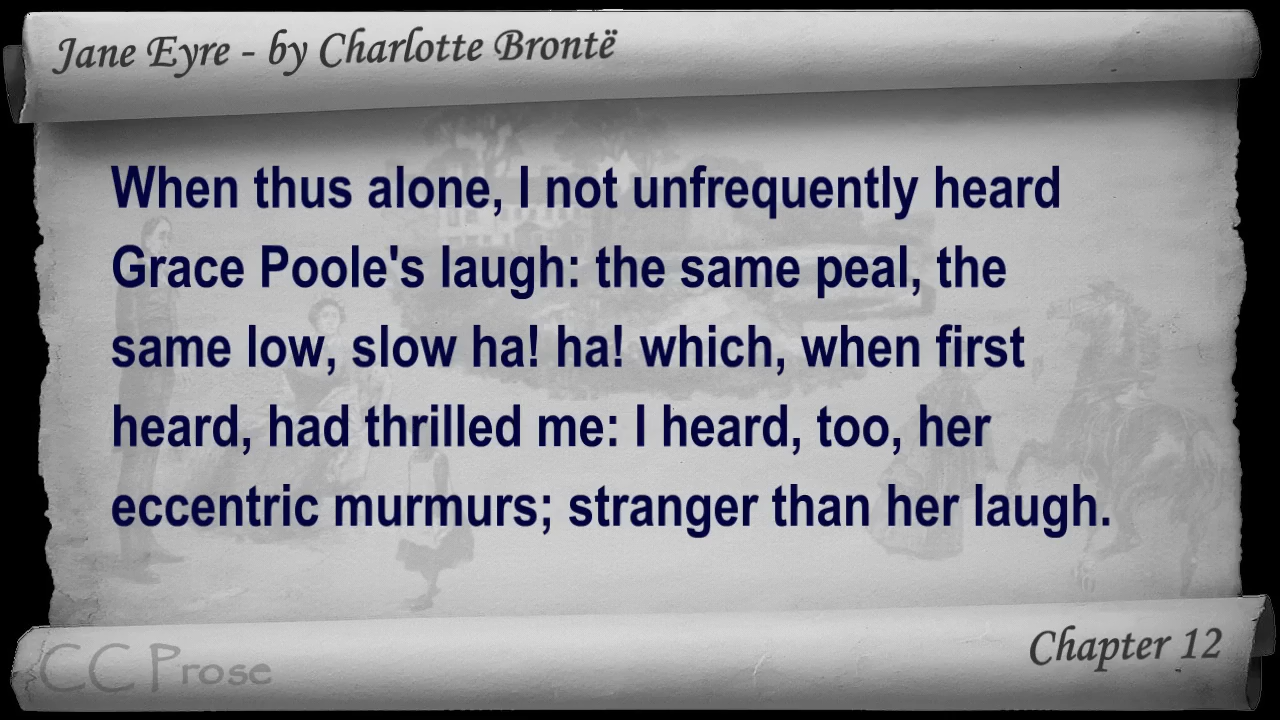 Jane Eyre - by Charlotte Brontë
When thus alone, I not unfrequently heard
Grace Poole's laugh: the same peal, the
same low, slow ha! ha! which, when first
heard, had thrilled me: I heard, too, her
eccentric murmurs; stranger than her laugh.
Chapter 12
CC Prose